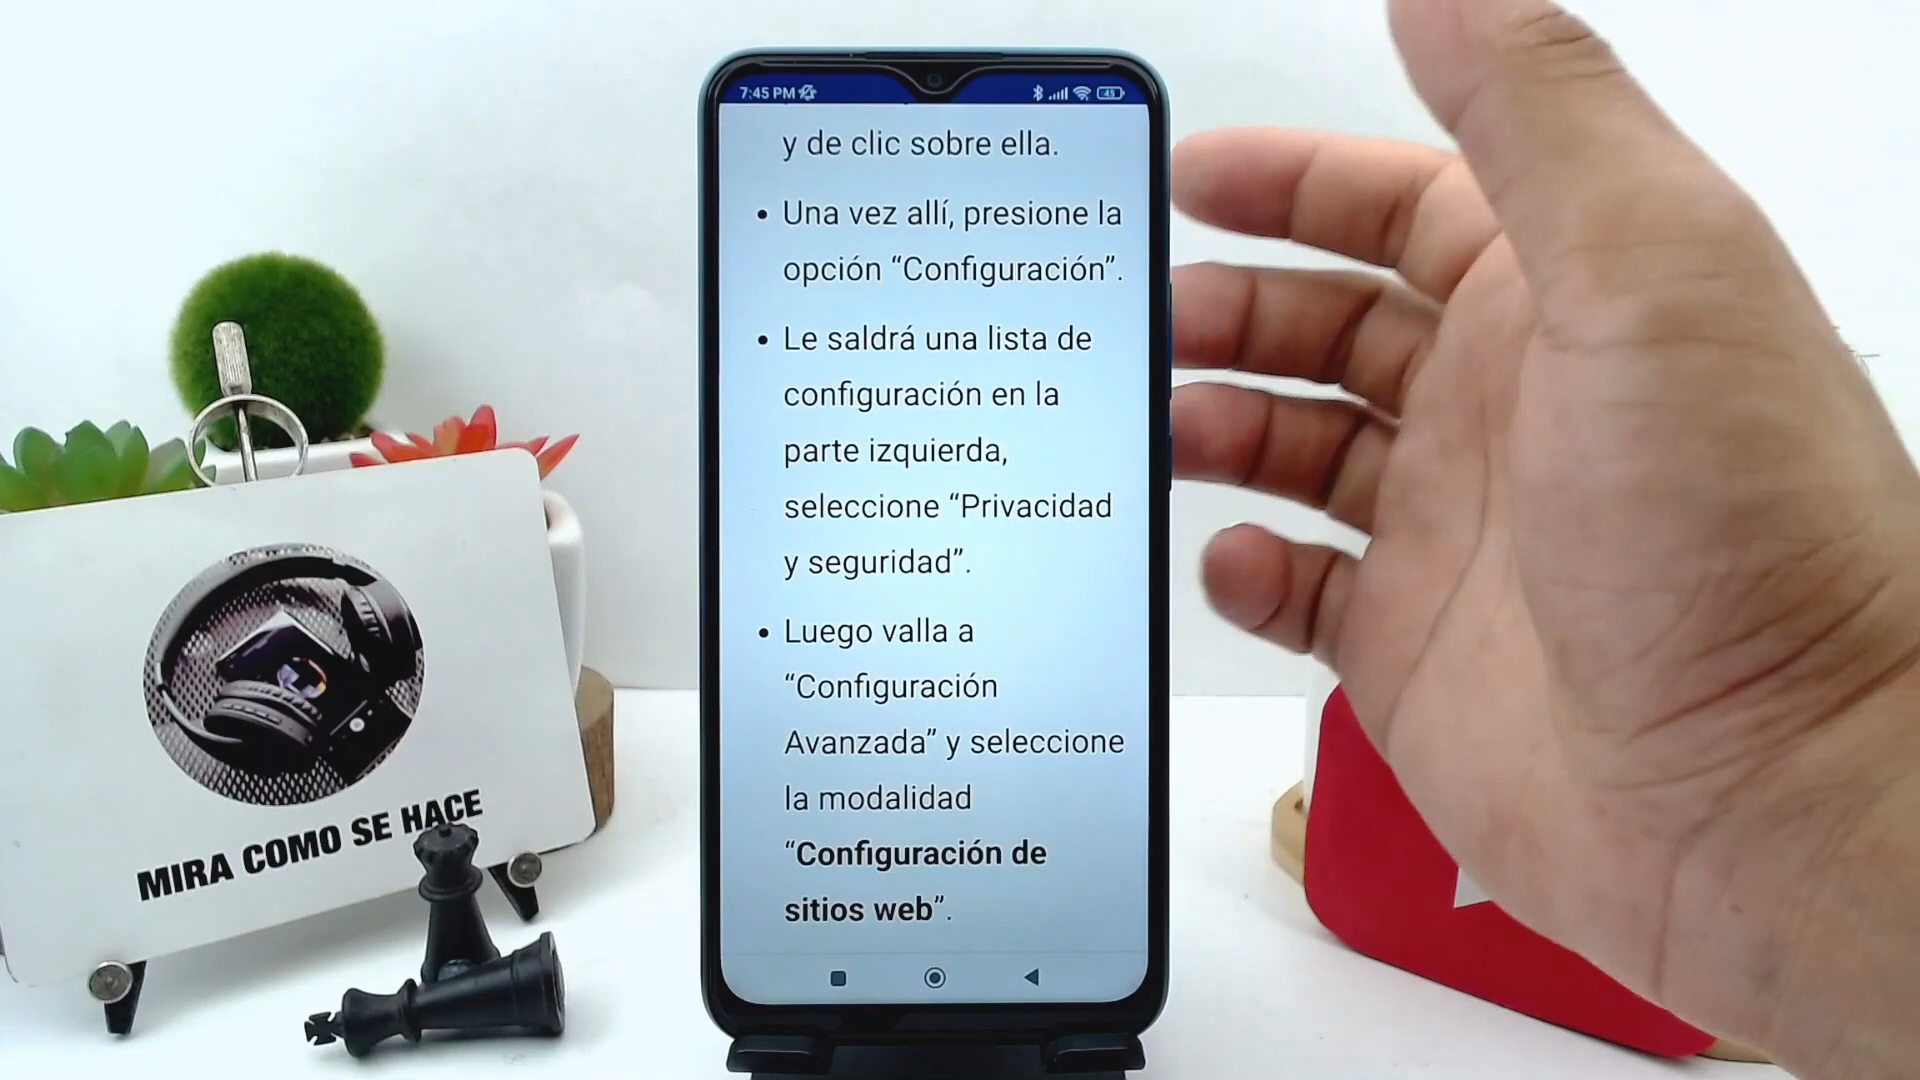 7:45 PM
45
y de clic sobre ella.
• Una vez allí, presione la
opción “Configuración”.
• Le saldrá una lista de
configuración en la
parte izquierda,
seleccione “Privacidad
y seguridad”.
• Luego valla a
“Configuración
Avanzada” y seleccione
la modalidad
“Configuración de
sitios web”.
MIRA COMO SE HACE